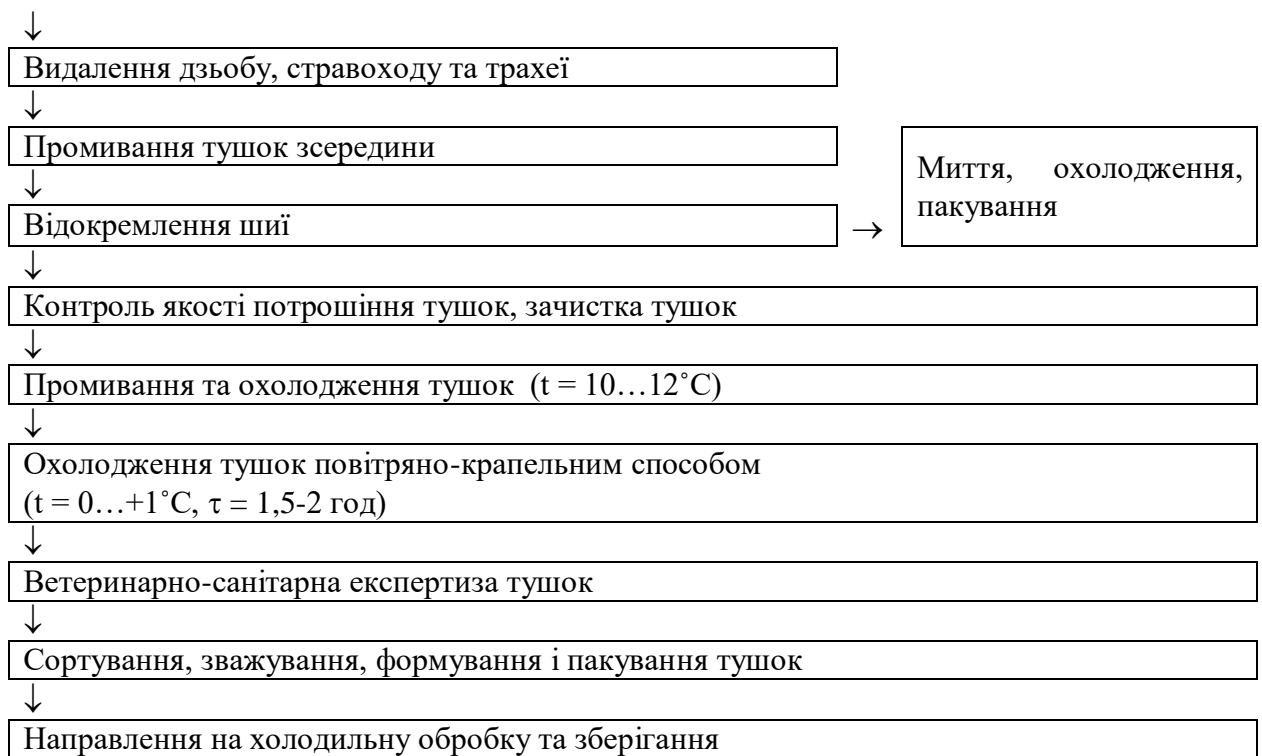 ↓
Видалення дзьобу, стравоходу та трахеї
↓
Промивання тушок зсередини
↓
Відокремлення шиї
→
Миття, охолодження,
пакування
↓
Контроль якості потрошіння тушок, зачистка тушок
↓
Промивання та охолодження тушок (t = 10…12˚С)
↓
Охолодження тушок повітряно-крапельним способом
(t = 0…+1˚С, τ = 1,5-2 год)
↓
Ветеринарно-санітарна експертиза тушок
↓
Сортування, зважування, формування і пакування тушок
↓
Направлення на холодильну обробку та зберігання